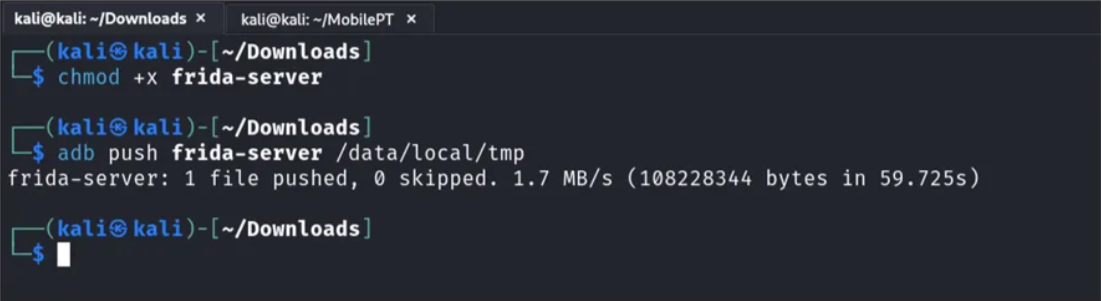 kali@kali: ~/Downloads × kali@kali: ~/MobilePT ×
┌──(kali㉿kali)-[~/Downloads]
└─$ chmod +x frida-server
┌──(kali㉿kali)-[~/Downloads]
└─$ adb push frida-server /data/local/tmp
frida-server: 1 file pushed, 0 skipped. 1.7 MB/s (108228344 bytes in 59.725s)
┌──(kali㉿kali)-[~/Downloads]
└─$